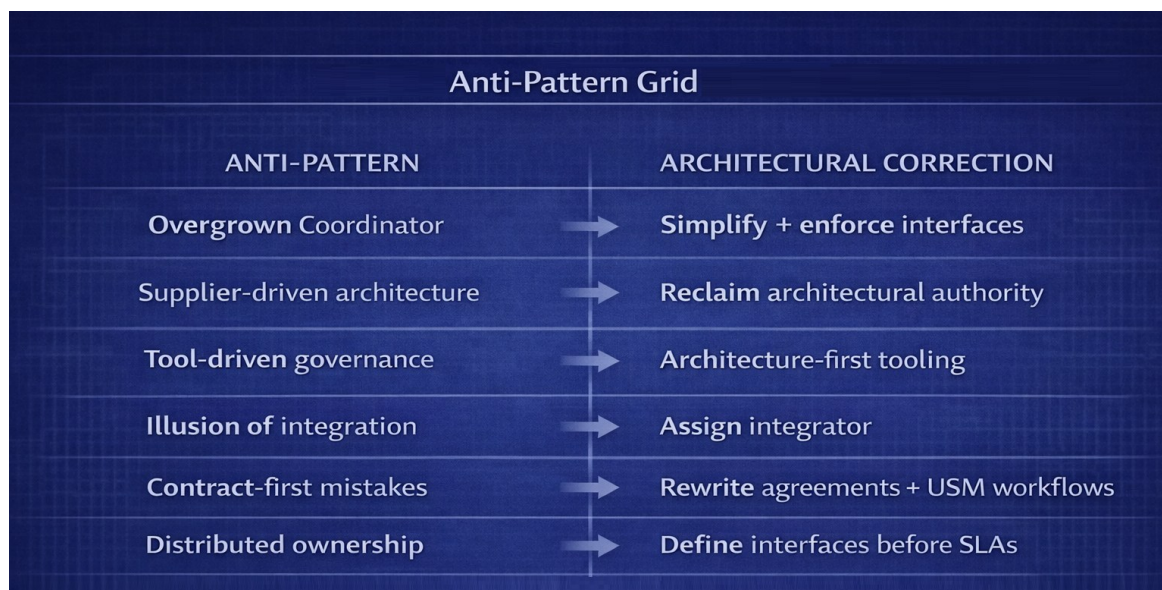 Anti-Pattern Grid
ANTI-PATTERN ARCHITECTURAL CORRECTION
Overgrown Coordinator Simplify + enforce interfaces
Supplier-driven architecture Reclaim architectural authority
Tool-driven governance Architecture-first tooling
Illusion of integration Assign integrator
Contract-first mistakes Rewrite agreements + USM workflows
Distributed ownership Define interfaces before SLAs